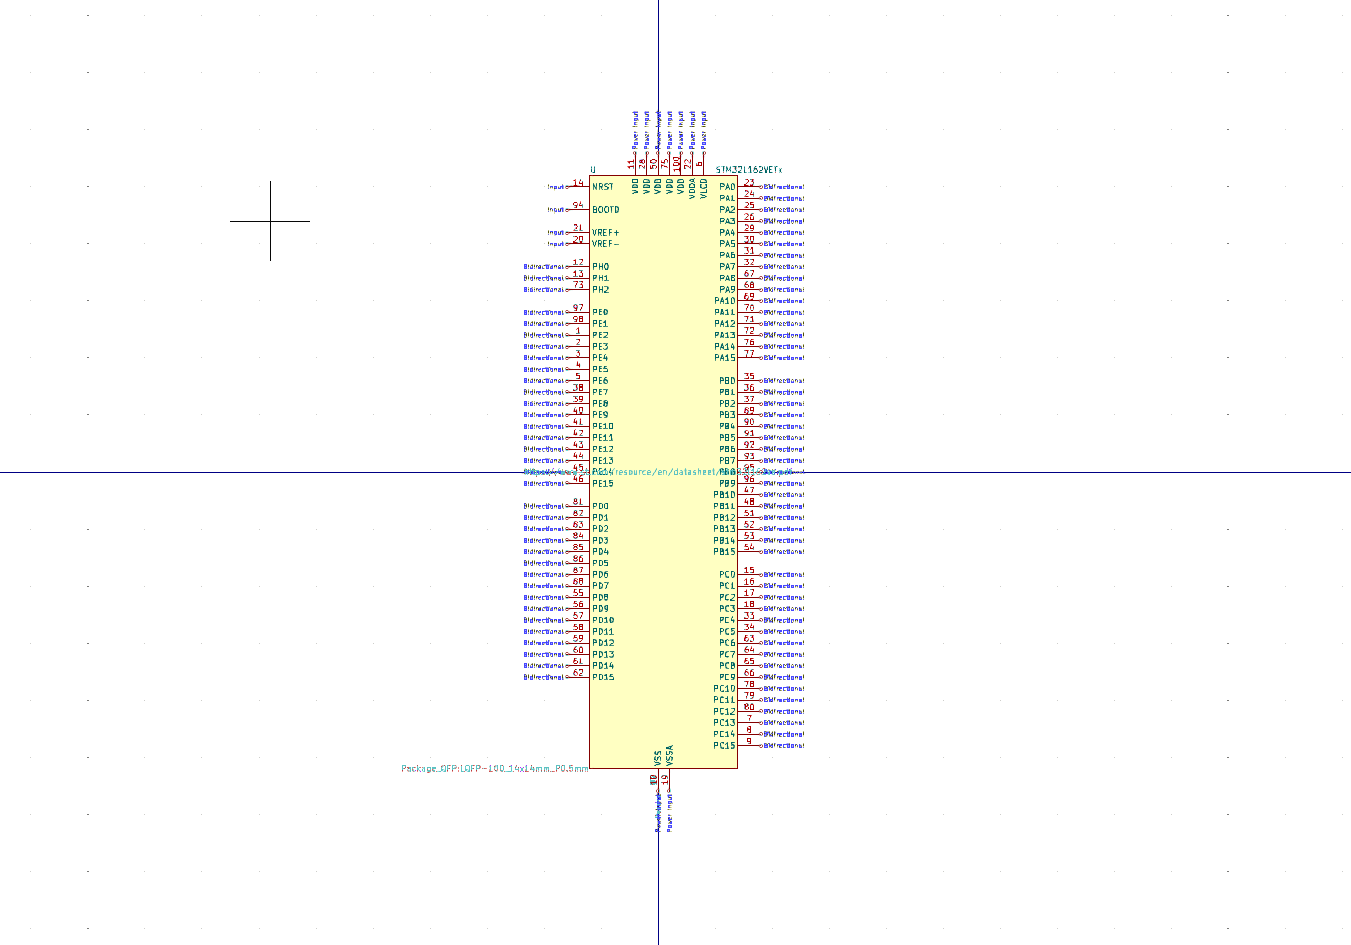 Power Input Power Input Power Input Power Input Power Input Power Input Power Input
11 28 50 75 100 22 6
U STM32L162VETx
VDD VDD VDD VDD VDD VDDA VLCD
Input 14 NRST PA0 23 Bidirectional
PA1 24 Bidirectional
Input 94 BOOT0 PA2 25 Bidirectional
PA3 26 Bidirectional
Input 21 VREF+ PA4 29 Bidirectional
Input 20 VREF- PA5 30 Bidirectional
PA6 31 Bidirectional
Bidirectional 12 PH0 PA7 32 Bidirectional
Bidirectional 13 PH1 PA8 67 Bidirectional
Bidirectional 73 PH2 PA9 68 Bidirectional
PA10 69 Bidirectional
Bidirectional 97 PE0 PA11 70 Bidirectional
Bidirectional 98 PE1 PA12 71 Bidirectional
Bidirectional 1 PE2 PA13 72 Bidirectional
Bidirectional 2 PE3 PA14 76 Bidirectional
Bidirectional 3 PE4 PA15 77 Bidirectional
Bidirectional 4 PE5
Bidirectional 5 PE6 PB0 35 Bidirectional
Bidirectional 38 PE7 PB1 36 Bidirectional
Bidirectional 39 PE8 PB2 37 Bidirectional
Bidirectional 40 PE9 PB3 89 Bidirectional
Bidirectional 41 PE10 PB4 90 Bidirectional
Bidirectional 42 PE11 PB5 91 Bidirectional
Bidirectional 43 PE12 PB6 92 Bidirectional
Bidirectional 44 PE13 PB7 93 Bidirectional
45 PE14 /resource/en/datasheet/ PB8 95
Bidirectional 46 PE15 PB9 96 Bidirectional
PB10 47 Bidirectional
Bidirectional 81 PD0 PB11 48 Bidirectional
Bidirectional 82 PD1 PB12 51 Bidirectional
Bidirectional 83 PD2 PB13 52 Bidirectional
Bidirectional 84 PD3 PB14 53 Bidirectional
Bidirectional 85 PD4 PB15 54 Bidirectional
Bidirectional 86 PD5
Bidirectional 87 PD6 PC0 15 Bidirectional
Bidirectional 88 PD7 PC1 16 Bidirectional
Bidirectional 55 PD8 PC2 17 Bidirectional
Bidirectional 56 PD9 PC3 18 Bidirectional
Bidirectional 57 PD10 PC4 33 Bidirectional
Bidirectional 58 PD11 PC5 34 Bidirectional
Bidirectional 59 PD12 PC6 63 Bidirectional
Bidirectional 60 PD13 PC7 64 Bidirectional
Bidirectional 61 PD14 PC8 65 Bidirectional
Bidirectional 62 PD15 PC9 66 Bidirectional
PC10 78 Bidirectional
PC11 79 Bidirectional
PC12 80 Bidirectional
PC13 7 Bidirectional
PC14 8 Bidirectional
PC15 9 Bidirectional
VSS VSSA
Package_QFP:LQFP-100_14x14mm_P0.5mm
19
Power Input